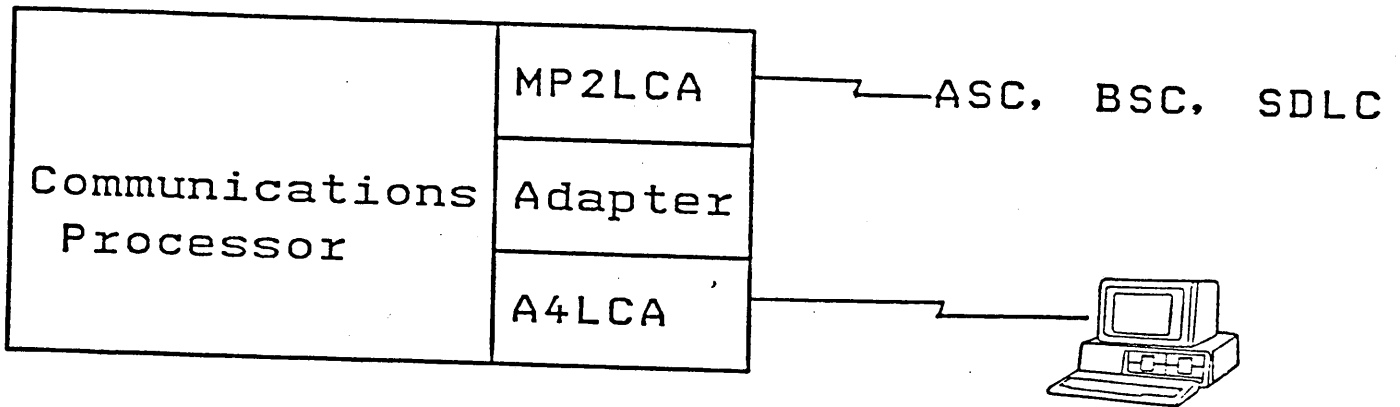 MP2LCA
ASC, BSC, SDLC
Communications
Processor
Adapter
A4LCA